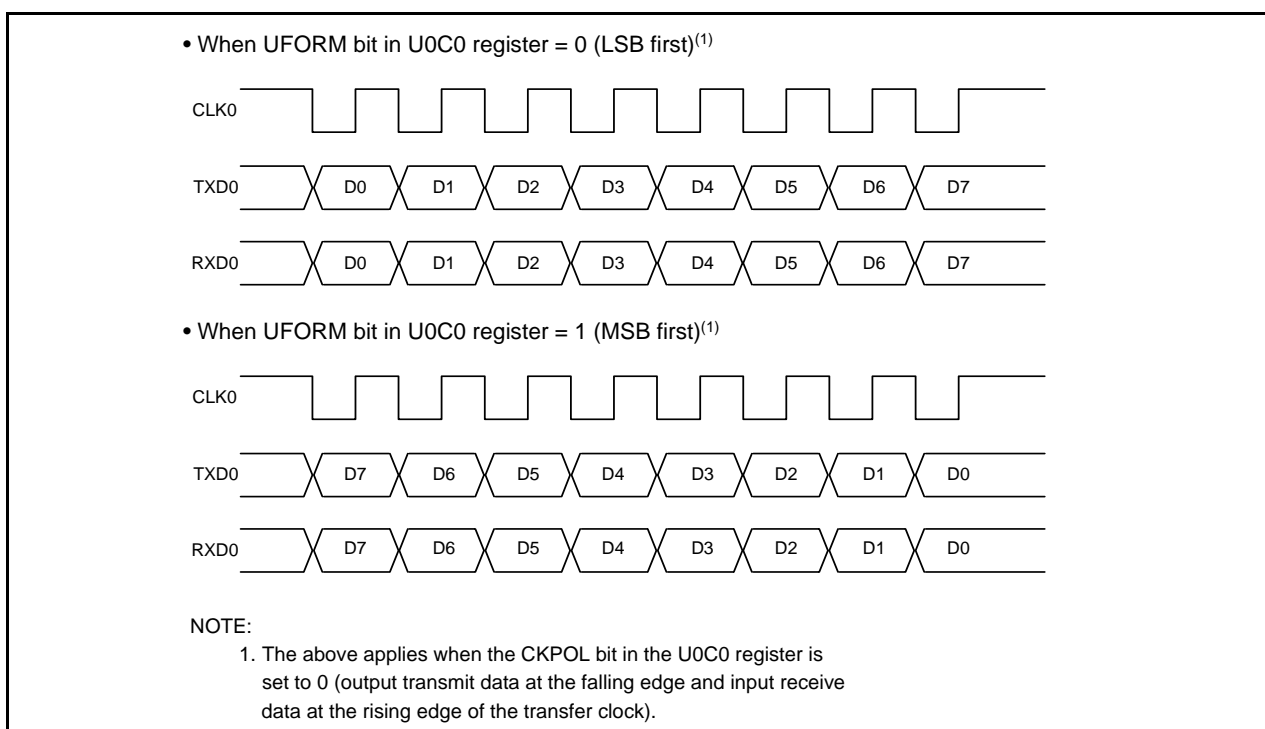 • When UFORM bit in U0C0 register = 0 (LSB first)(1)
CLK0
TXD0 D0 D1 D2 D3 D4 D5 D6 D7
RXD0 D0 D1 D2 D3 D4 D5 D6 D7
• When UFORM bit in U0C0 register = 1 (MSB first)(1)
CLK0
TXD0 D7 D6 D5 D4 D3 D2 D1 D0
RXD0 D7 D6 D5 D4 D3 D2 D1 D0
NOTE:
1. The above applies when the CKPOL bit in the U0C0 register is
set to 0 (output transmit data at the falling edge and input receive
data at the rising edge of the transfer clock).